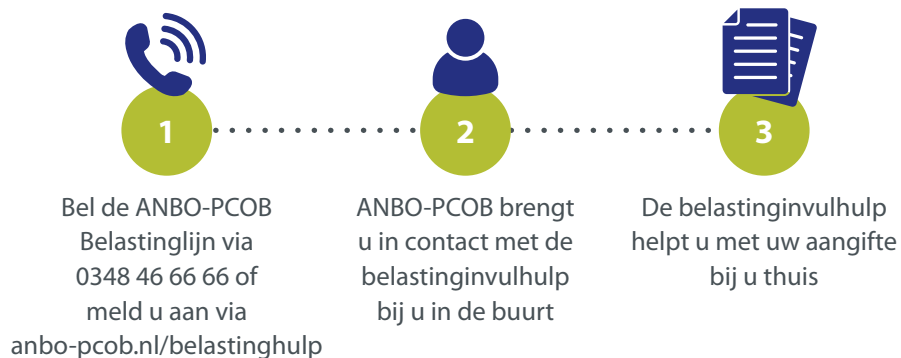 1
Bel de ANBO-PCOB
Belastinglijn via
0348 46 66 66 of
meld u aan via
anbo-pcob.nl/belastinghulp
2
ANBO-PCOB brengt
u in contact met de
belastinginvulhulp
bij u in de buurt
3
De belastinginvulhulp
helpt u met uw aangifte
bij u thuis